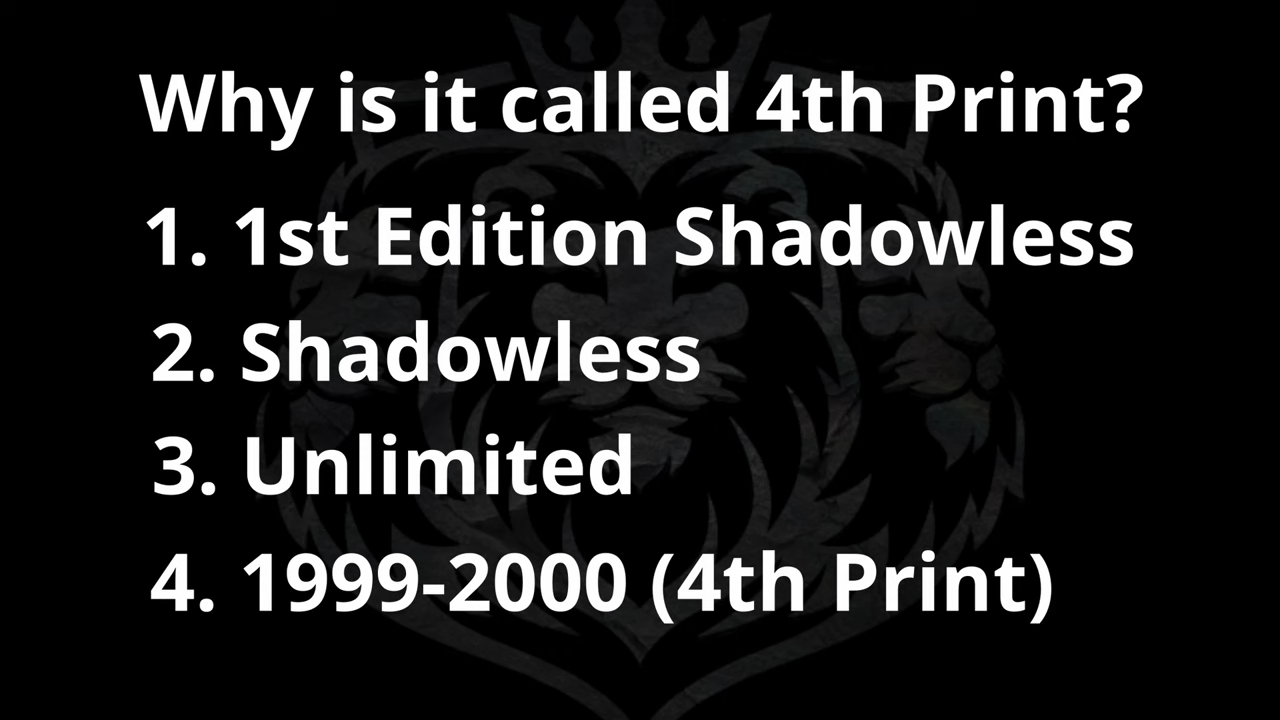 Why is it called 4th Print?
1. 1st Edition Shadowless
2. Shadowless
3. Unlimited
4. 1999-2000 (4th Print)